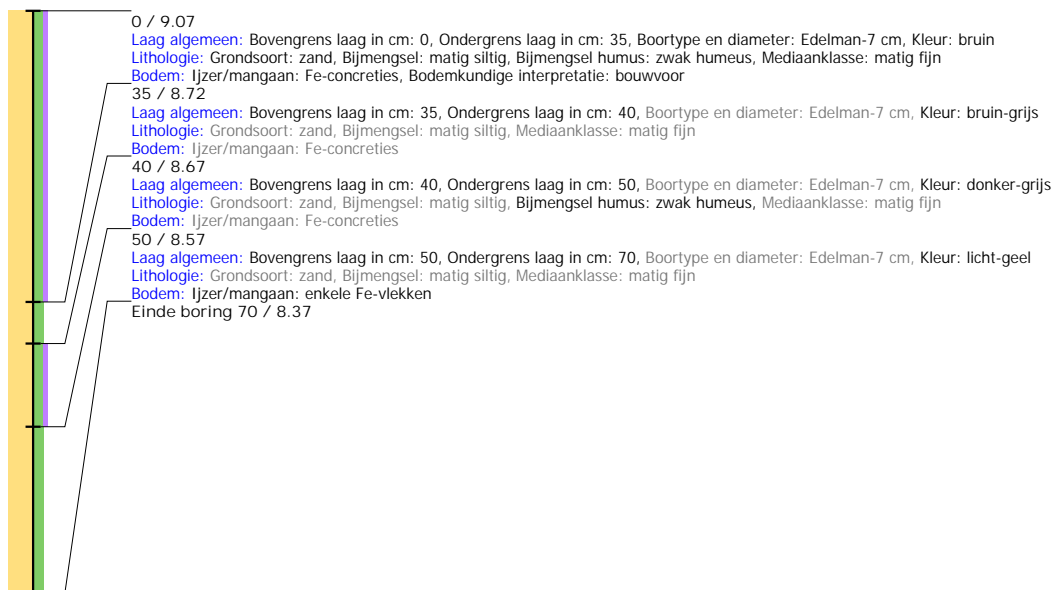 0 / 9.07
Laag algemeen: Bovengrens laag in cm: 0, Ondergrens laag in cm: 35, Boortype en diameter: Edelman-7 cm, Kleur: bruin
Lithologie: Grondsoort: zand, Bijmengsel: matig siltig, Bijmengsel humus: zwak humeus, Mediaanklasse: matig fijn
Bodem: Ijzer/mangaan: Fe-concreties, Bodemkundige interpretatie: bouwvoor
35 / 8.72
Laag algemeen: Bovengrens laag in cm: 35, Ondergrens laag in cm: 40, Boortype en diameter: Edelman-7 cm, Kleur: bruin-grijs
Lithologie: Grondsoort: zand, Bijmengsel: matig siltig, Mediaanklasse: matig fijn
Bodem: Ijzer/mangaan: Fe-concreties
40 / 8.67
Laag algemeen: Bovengrens laag in cm: 40, Ondergrens laag in cm: 50, Boortype en diameter: Edelman-7 cm, Kleur: donker-grijs
Lithologie: Grondsoort: zand, Bijmengsel: matig siltig, Bijmengsel humus: zwak humeus, Mediaanklasse: matig fijn
Bodem: Ijzer/mangaan: Fe-concreties
50 / 8.57
Laag algemeen: Bovengrens laag in cm: 50, Ondergrens laag in cm: 70, Boortype en diameter: Edelman-7 cm, Kleur: licht-geel
Lithologie: Grondsoort: zand, Bijmengsel: matig siltig, Mediaanklasse: matig fijn
Bodem: Ijzer/mangaan: enkele Fe-vlekken
Einde boring 70 / 8.37